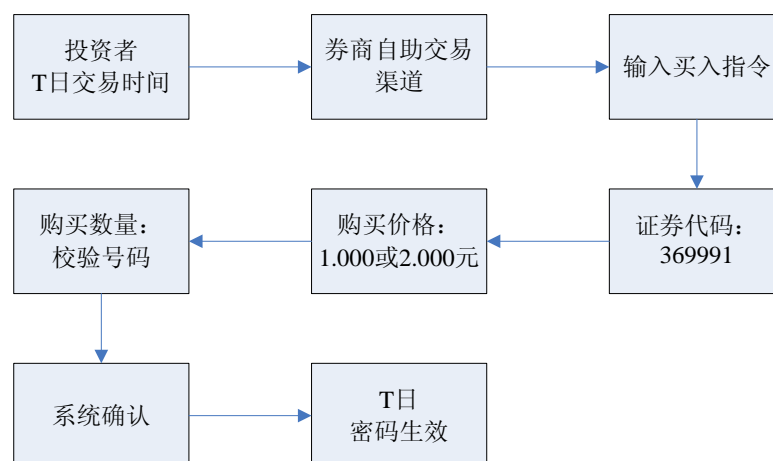 投资者
T日交易时间
券商自助交易
渠道
输入买入指令
证券代码：
369991
购买价格：
1.000或2.000元
购买数量：
校验号码
系统确认
T日
密码生效